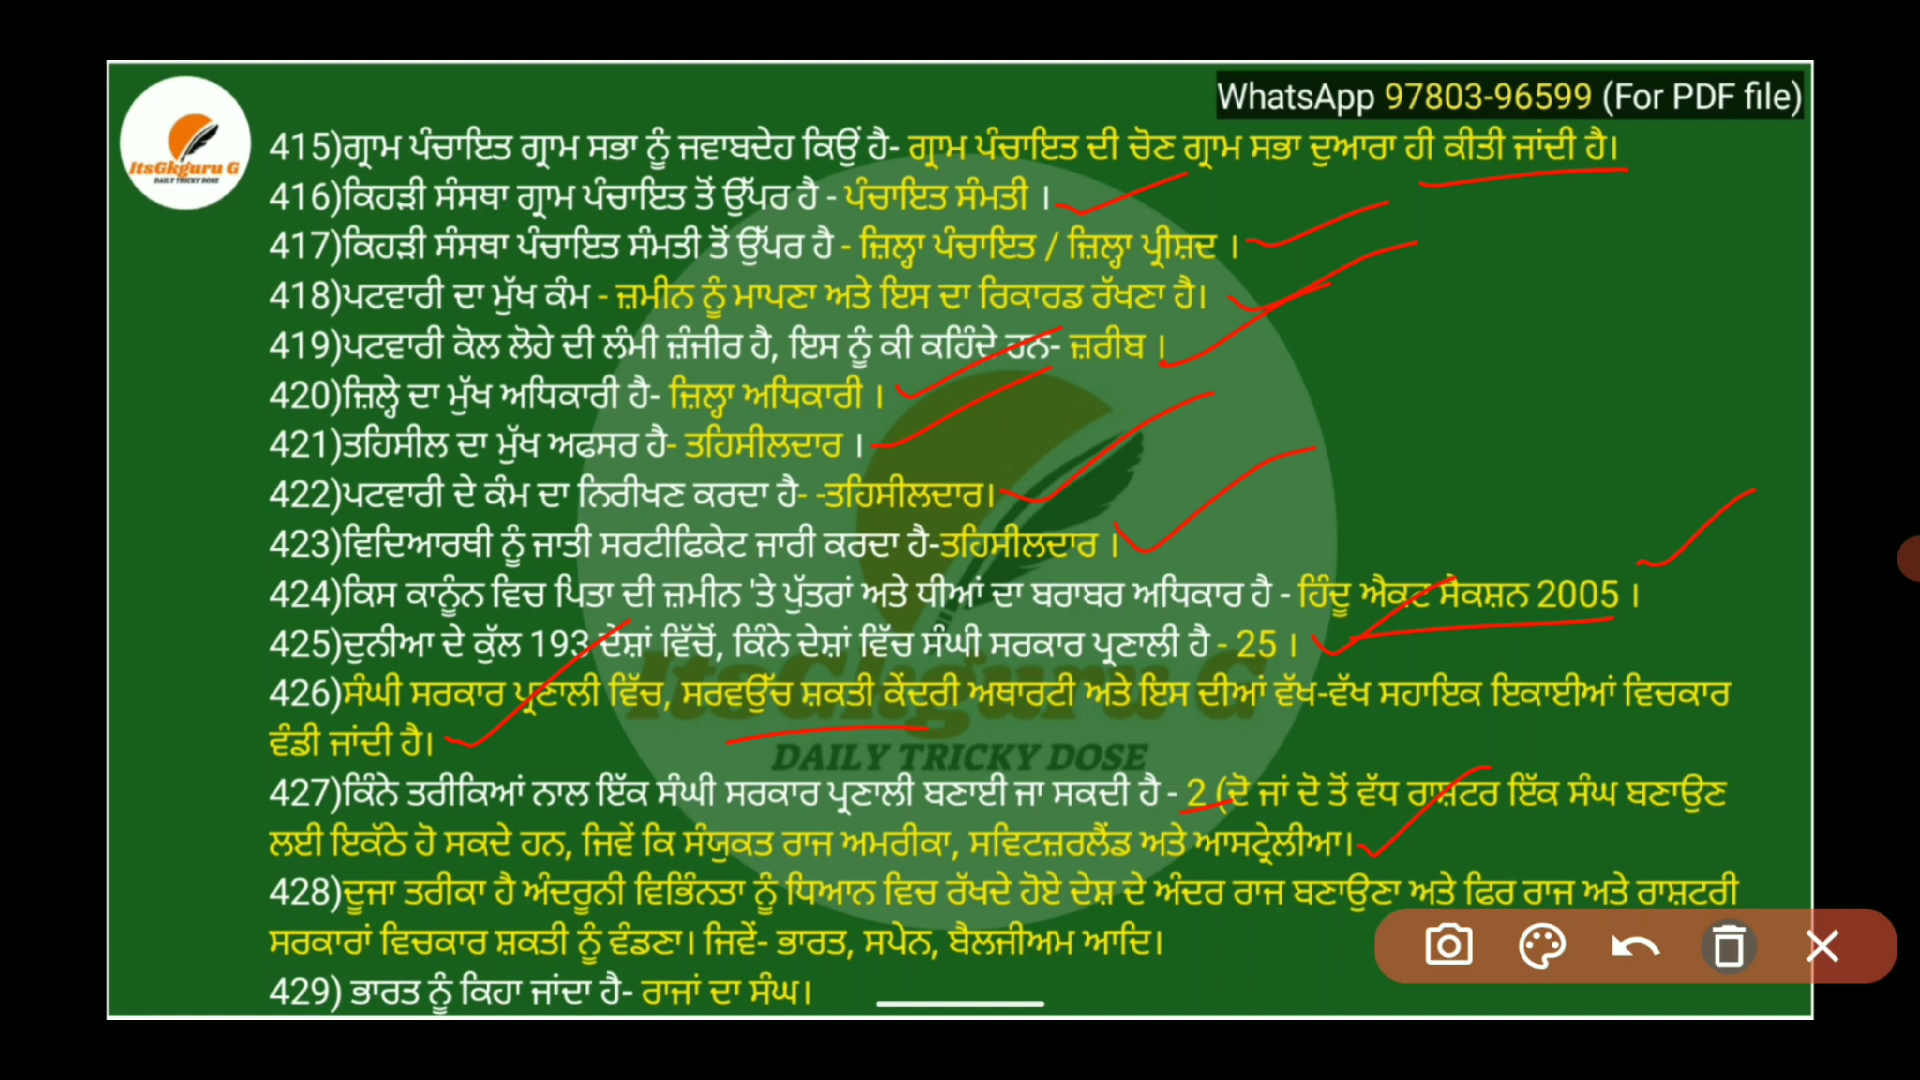 WhatsApp 97803-96599 (For PDF file)
ItsGkguru G
DAILY TRICKY DOSE
415)ਗ੍ਰਾਮ ਪੰਚਾਇਤ ਗ੍ਰਾਮ ਸਭਾ ਨੂੰ ਜਵਾਬਦੇਹ ਕਿਉਂ ਹੈ- ਗ੍ਰਾਮ ਪੰਚਾਇਤ ਦੀ ਚੋਣ ਗ੍ਰਾਮ ਸਭਾ ਦੁਆਰਾ ਹੀ ਕੀਤੀ ਜਾਂਦੀ ਹੈ।
416)ਕਿਹੜੀ ਸੰਸਥਾ ਗ੍ਰਾਮ ਪੰਚਾਇਤ ਤੋਂ ਉੱਪਰ ਹੈ - ਪੰਚਾਇਤ ਸੰਮਤੀ ।
417)ਕਿਹੜੀ ਸੰਸਥਾ ਪੰਚਾਇਤ ਸੰਮਤੀ ਤੋਂ ਉੱਪਰ ਹੈ - ਜ਼ਿਲ੍ਹਾ ਪੰਚਾਇਤ / ਜ਼ਿਲ੍ਹਾ ਪ੍ਰੀਸ਼ਦ ।
418)ਪਟਵਾਰੀ ਦਾ ਮੁੱਖ ਕੰਮ - ਜ਼ਮੀਨ ਨੂੰ ਮਾਪਣਾ ਅਤੇ ਇਸ ਦਾ ਰਿਕਾਰਡ ਰੱਖਣਾ ਹੈ।
419)ਪਟਵਾਰੀ ਕੋਲ ਲੋਹੇ ਦੀ ਲੰਮੀ ਜ਼ੰਜੀਰ ਹੈ, ਇਸ ਨੂੰ ਕੀ ਕਹਿੰਦੇ ਹਨ- ਜ਼ਰੀਬ ।
420)ਜ਼ਿਲ੍ਹੇ ਦਾ ਮੁੱਖ ਅਧਿਕਾਰੀ ਹੈ- ਜ਼ਿਲ੍ਹਾ ਅਧਿਕਾਰੀ ।
421)ਤਹਿਸੀਲ ਦਾ ਮੁੱਖ ਅਫਸਰ ਹੈ- ਤਹਿਸੀਲਦਾਰ ।
422)ਪਟਵਾਰੀ ਦੇ ਕੰਮ ਦਾ ਨਿਰੀਖਣ ਕਰਦਾ ਹੈ- -ਤਹਿਸੀਲਦਾਰ।
423)ਵਿਦਿਆਰਥੀ ਨੂੰ ਜਾਤੀ ਸਰਟੀਫਿਕੇਟ ਜਾਰੀ ਕਰਦਾ ਹੈ-ਤਹਿਸੀਲਦਾਰ ।
424)ਕਿਸ ਕਾਨੂੰਨ ਵਿਚ ਪਿਤਾ ਦੀ ਜ਼ਮੀਨ 'ਤੇ ਪੁੱਤਰਾਂ ਅਤੇ ਧੀਆਂ ਦਾ ਬਰਾਬਰ ਅਧਿਕਾਰ ਹੈ - ਹਿੰਦੂ ਐਕਟ ਸੈਕਸ਼ਨ 2005 ।
425)ਦੁਨੀਆ ਦੇ ਕੁੱਲ 193 ਦੇਸ਼ਾਂ ਵਿੱਚੋਂ, ਕਿੰਨੇ ਦੇਸ਼ਾਂ ਵਿੱਚ ਸੰਘੀ ਸਰਕਾਰ ਪ੍ਰਣਾਲੀ ਹੈ - 25 ।
426)ਸੰਘੀ ਸਰਕਾਰ ਪ੍ਰਣਾਲੀ ਵਿੱਚ, ਸਰਵਉੱਚ ਸ਼ਕਤੀ ਕੇਂਦਰੀ ਅਥਾਰਟੀ ਅਤੇ ਇਸ ਦੀਆਂ ਵੱਖ-ਵੱਖ ਸਹਾਇਕ ਇਕਾਈਆਂ ਵਿਚਕਾਰ
ਵੰਡੀ ਜਾਂਦੀ ਹੈ।
ItsGkguru G
DAILY TRICKY DOSE
427)ਕਿੰਨੇ ਤਰੀਕਿਆਂ ਨਾਲ ਇੱਕ ਸੰਘੀ ਸਰਕਾਰ ਪ੍ਰਣਾਲੀ ਬਣਾਈ ਜਾ ਸਕਦੀ ਹੈ - 2 (ਦੋ ਜਾਂ ਦੋ ਤੋਂ ਵੱਧ ਰਾਸ਼ਟਰ ਇੱਕ ਸੰਘ ਬਣਾਉਣ
ਲਈ ਇਕੱਠੇ ਹੋ ਸਕਦੇ ਹਨ, ਜਿਵੇਂ ਕਿ ਸੰਯੁਕਤ ਰਾਜ ਅਮਰੀਕਾ, ਸਵਿਟਜ਼ਰਲੈਂਡ ਅਤੇ ਆਸਟ੍ਰੇਲੀਆ।
428)ਦੂਜਾ ਤਰੀਕਾ ਹੈ ਅੰਦਰੂਨੀ ਵਿਭਿੰਨਤਾ ਨੂੰ ਧਿਆਨ ਵਿਚ ਰੱਖਦੇ ਹੋਏ ਦੇਸ਼ ਦੇ ਅੰਦਰ ਰਾਜ ਬਣਾਉਣਾ ਅਤੇ ਫਿਰ ਰਾਜ ਅਤੇ ਰਾਸ਼ਟਰੀ
ਸਰਕਾਰਾਂ ਵਿਚਕਾਰ ਸ਼ਕਤੀ ਨੂੰ ਵੰਡਣਾ। ਜਿਵੇਂ- ਭਾਰਤ, ਸਪੇਨ, ਬੈਲਜੀਅਮ ਆਦਿ।
429) ਭਾਰਤ ਨੂੰ ਕਿਹਾ ਜਾਂਦਾ ਹੈ- ਰਾਜਾਂ ਦਾ ਸੰਘ।